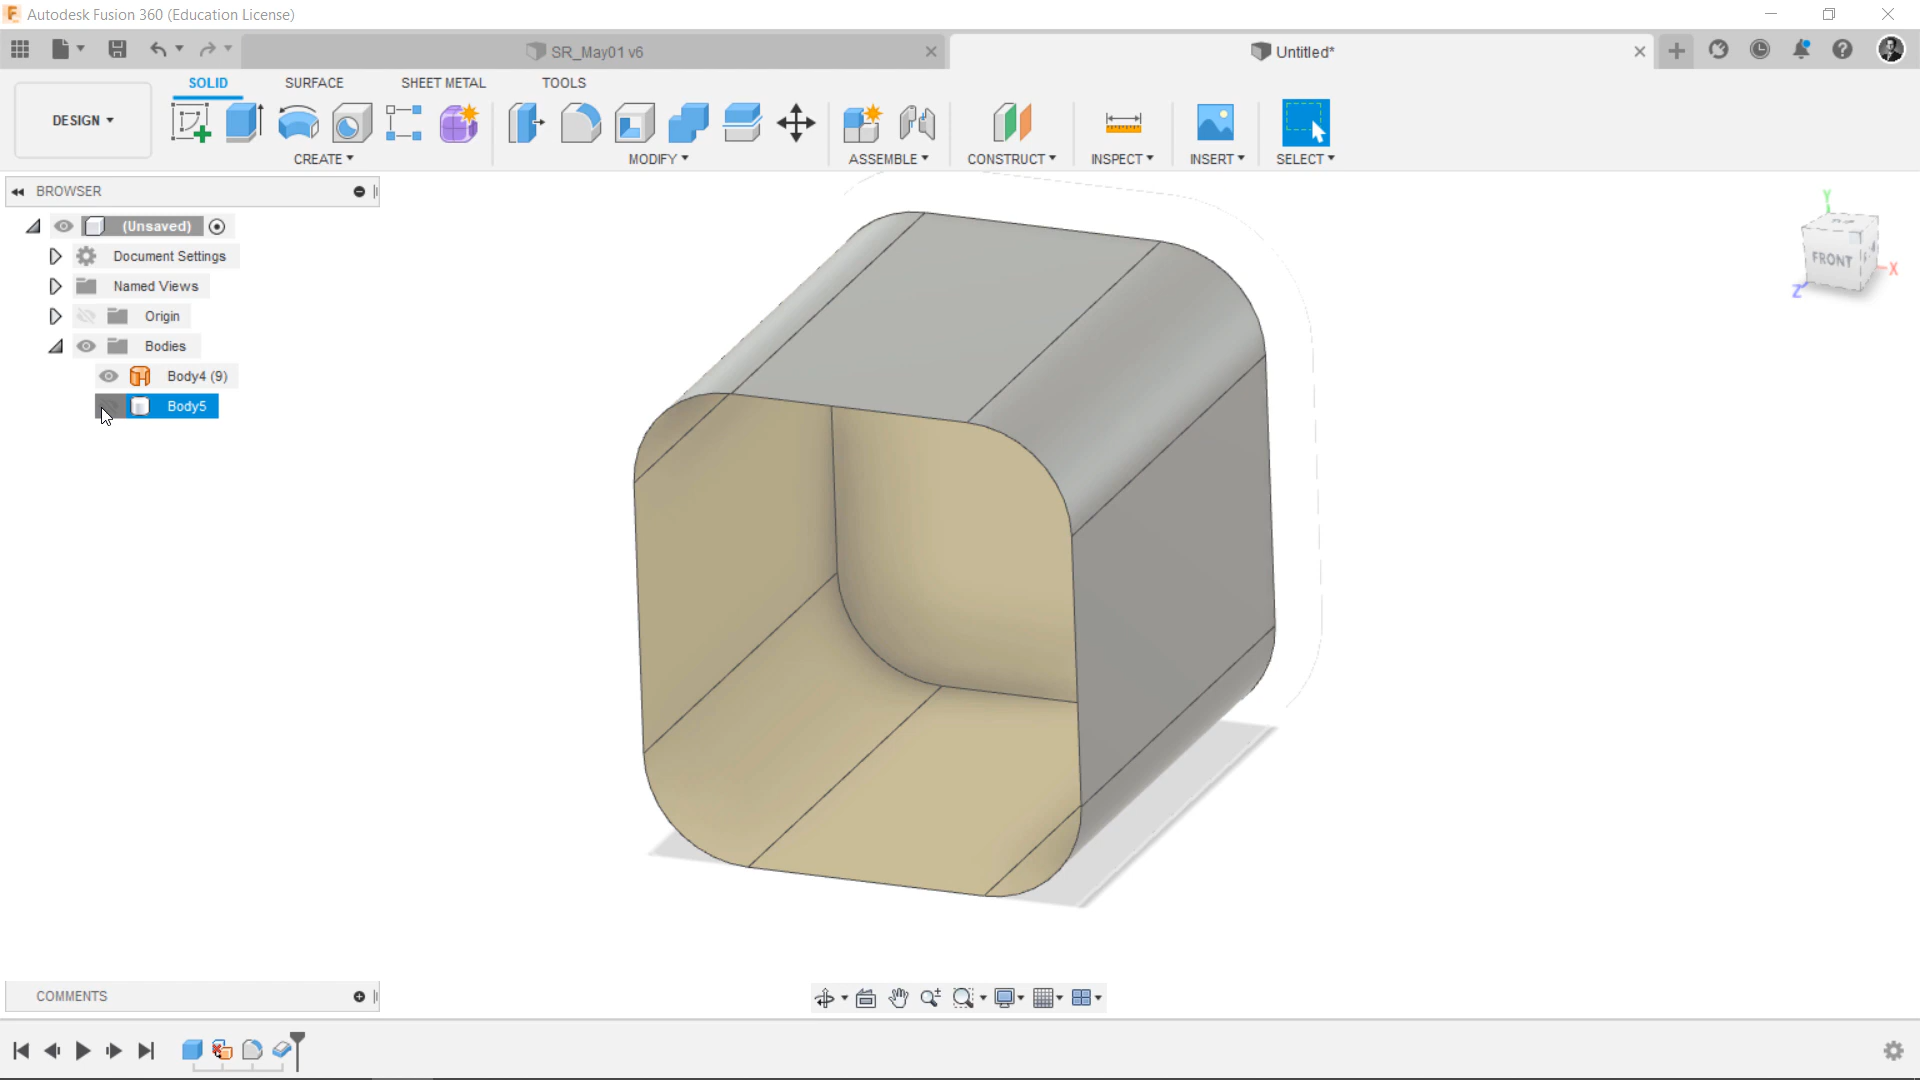 Autodesk Fusion 360 (Education License)
SR_May01 v6
Untitled*
DESIGN
SOLID
SURFACE
SHEET METAL
TOOLS
CREATE
MODIFY
ASSEMBLE
CONSTRUCT
INSPECT
INSERT
SELECT
BROWSER
(Unsaved)
Document Settings
Named Views
Origin
Bodies
Body4 (9)
Body5
Y
FRONT
X
Z
COMMENTS